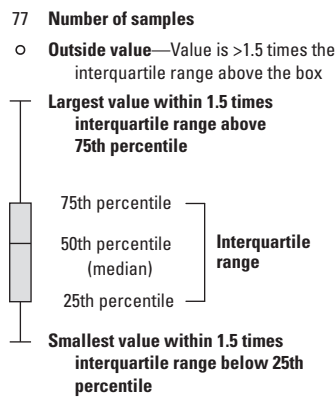 77 Number of samples
Outside value—Value is >1.5 times the
interquartile range above the box
Largest value within 1.5 times
interquartile range above
75th percentile
75th percentile
50th percentile
(median)
25th percentile
Interquartile
range
Smallest value within 1.5 times
interquartile range below 25th
percentile